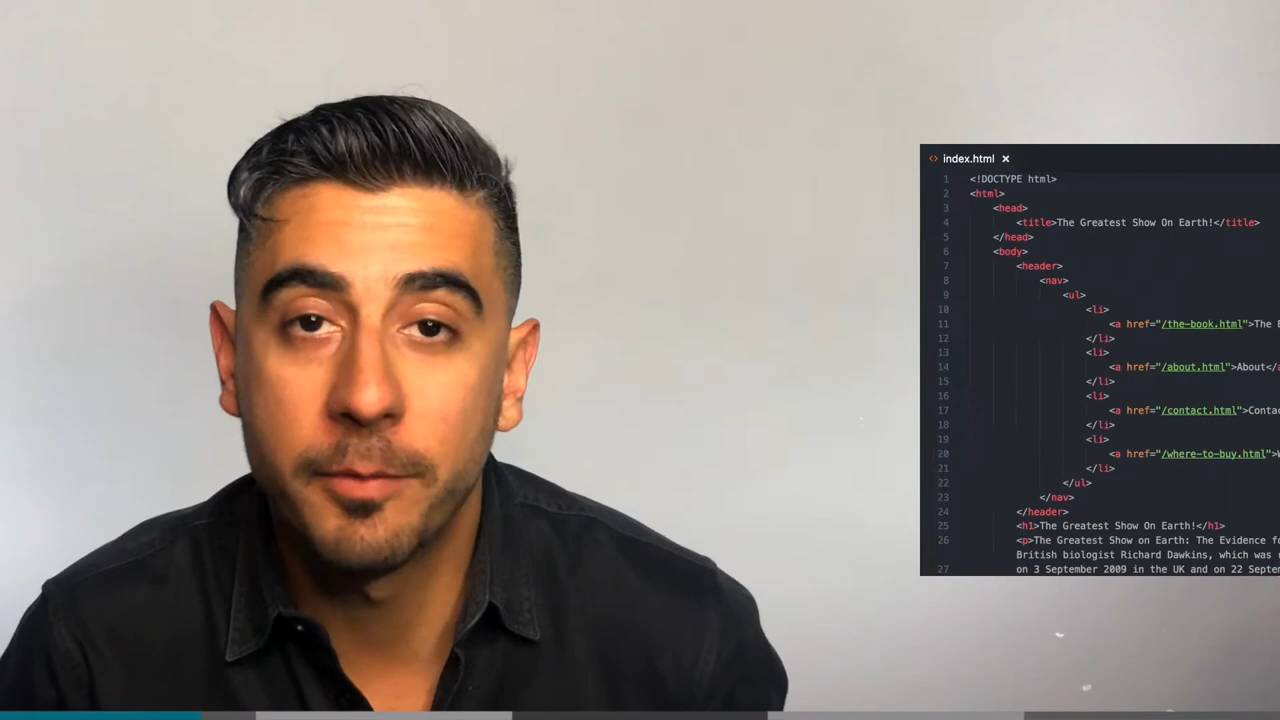 index.html ×
1 <!DOCTYPE html>
2 <html>
3 <head>
4 <title>The Greatest Show On Earth!</title>
5 </head>
6 <body>
7 <header>
8 <nav>
9 <ul>
10 <li>
11 <a href="/the-book.html">The
12 </li>
13 <li>
14 <a href="/about.html">About</a
15 </li>
16 <li>
17 <a href="/contact.html">
18 </li>
19 <li>
20 <a href="/where-to-buy.html">
21 </li>
22 </ul>
23 </nav>
24 </header>
25 <h1>The Greatest Show On Earth!</h1>
26 <p>The Greatest Show on Earth: The Evidence
British biologist Richard Dawkins, which was
27 on 3 September 2009 in the UK and on 22